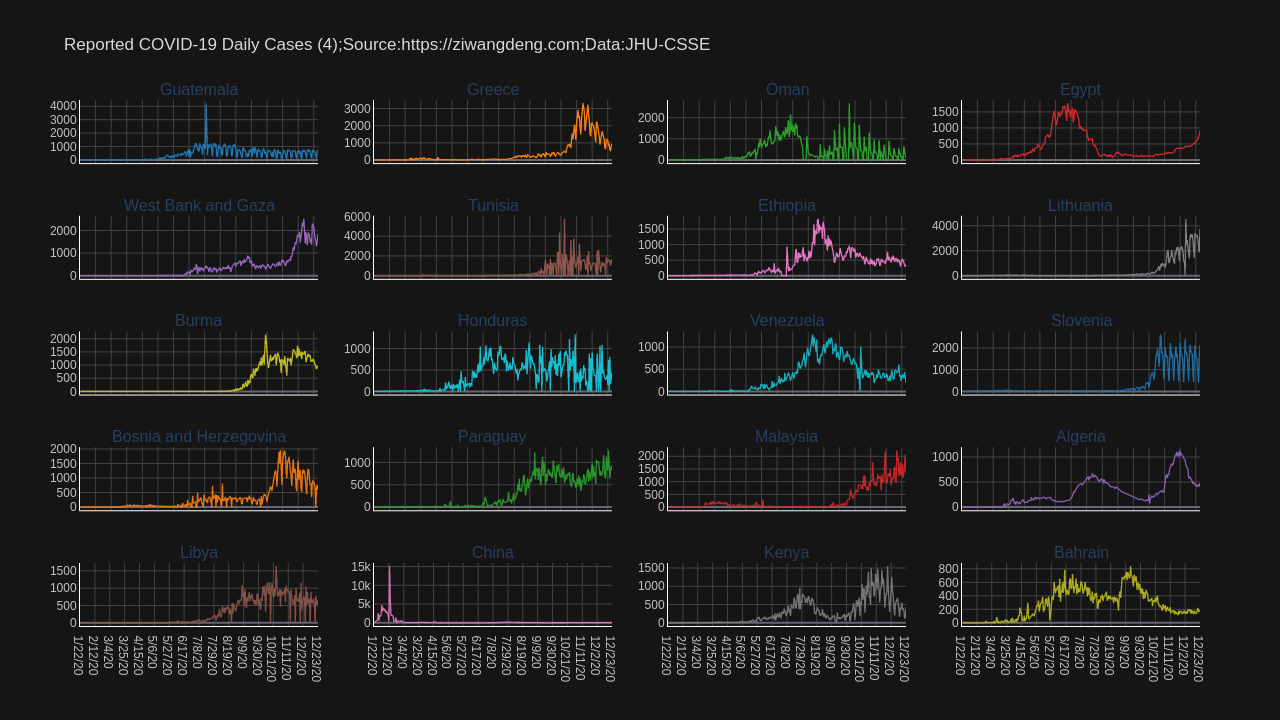 Reported COVID-19 Daily Cases (4);Source:https://ziwangdeng.com;Data:JHU-CSSE
Guatemala Greece Oman Egypt
4000 3000 2000 1000 0
3000 2000 1000 0
2000 1000 0
1500 1000 500 0
West Bank and Gaza Tunisia Ethiopia Lithuania
2000 1000 0
6000 4000 2000 0
1500 1000 500 0
4000 2000 0
Burma Honduras Venezuela Slovenia
2000 1500 1000 500 0
1000 500 0
1000 500 0
2000 1000 0
Bosnia and Herzegovina Paraguay Malaysia Algeria
2000 1500 1000 500 0
1000 500 0
2000 1500 1000 500 0
1000 500 0
Libya China Kenya Bahrain
1500 1000 500 0
15k 10k 5k 0
1500 1000 500 0
800 600 400 200 0
1/22/20 2/12/20 3/4/20 3/25/20 4/15/20 5/6/20 5/27/20 6/17/20 7/8/20 7/29/20 8/19/20 9/9/20 9/30/20 10/21/20 11/11/20 12/2/20 12/23/20
1/22/20 2/12/20 3/4/20 3/25/20 4/15/20 5/6/20 5/27/20 6/17/20 7/8/20 7/29/20 8/19/20 9/9/20 9/30/20 10/21/20 11/11/20 12/2/20 12/23/20
1/22/20 2/12/20 3/4/20 3/25/20 4/15/20 5/6/20 5/27/20 6/17/20 7/8/20 7/29/20 8/19/20 9/9/20 9/30/20 10/21/20 11/11/20 12/2/20 12/23/20
1/22/20 2/12/20 3/4/20 3/25/20 4/15/20 5/6/20 5/27/20 6/17/20 7/8/20 7/29/20 8/19/20 9/9/20 9/30/20 10/21/20 11/11/20 12/2/20 12/23/20